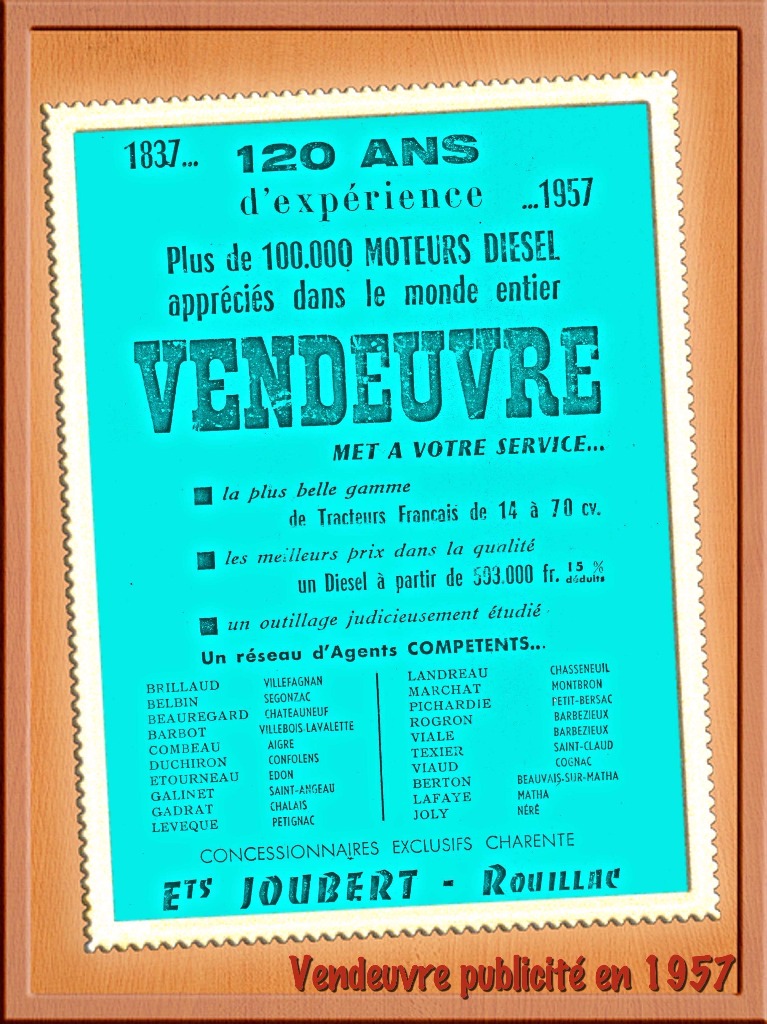 1837... 120 ANS
d'expérience ...1957
Plus de 100.000 MOTEURS DIESEL
appréciés dans le monde entier
VENDEUVRE
MET A VOTRE SERVICE...
■ la plus belle gamme
de Tracteurs Francais de 14 à 70 cv.
■ les meilleurs prix dans la qualité
un Diesel à partir de 593.000 fr. 15 % déduits
■ un outillage judicieusement étudié
Un réseau d'Agents COMPETENTS...
BRILLAUD VILLEFAGNAN
BELBIN SEGONZAC
BEAUREGARD CHATEAUNEUF
BARBOT VILLEBOIS-LAVALETTE
COMBEAU AIGRE
DUCHIRON CONFOLENS
ETOURNEAU EDON
GALINET SAINT-ANGEAU
GADRAT CHALAIS
LEVEQUE PETIGNAC
LANDREAU CHASSENEUIL
MARCHAT MONTBRON
PICHARDIE PETIT-BERSAC
ROGRON BARBEZIEUX
VIALE BARBEZIEUX
TEXIER SAINT-CLAUD
VIAUD COGNAC
BERTON BEAUVAIS-SUR-MATHA
LAFAYE MATHA
JOLY NÉRÉ
CONCESSIONNAIRES EXCLUSIFS CHARENTE
ETS JOUBERT - ROUILLAC
Vendeuvre publicité en 1957